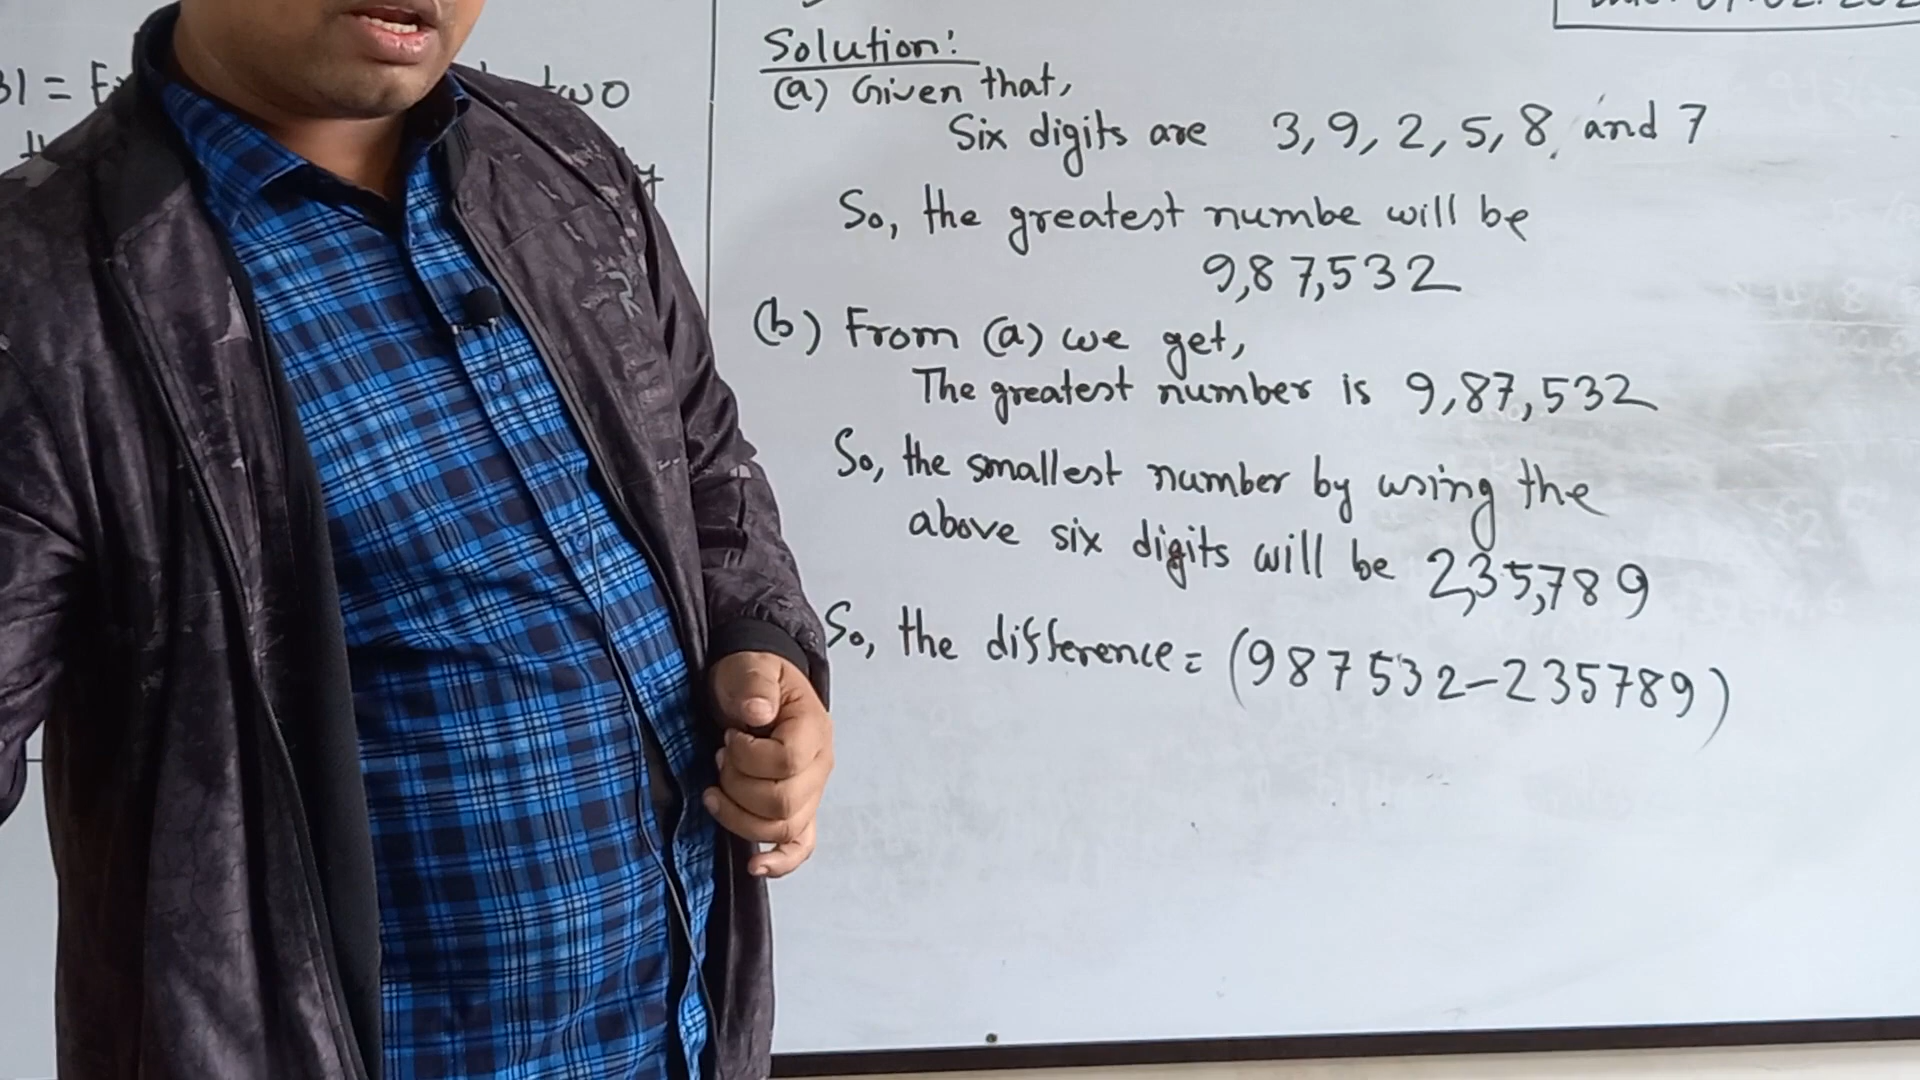 31 =
two
Solution:
(a) Given that,
Six digits are 3, 9, 2, 5, 8, and 7
So, the greatest numbe will be
9,87,532
(b) From (a) we get,
The greatest number is 9,87,532
So, the smallest number by using the
above six digits will be 2,35,789
So, the difference = (987532-235789)